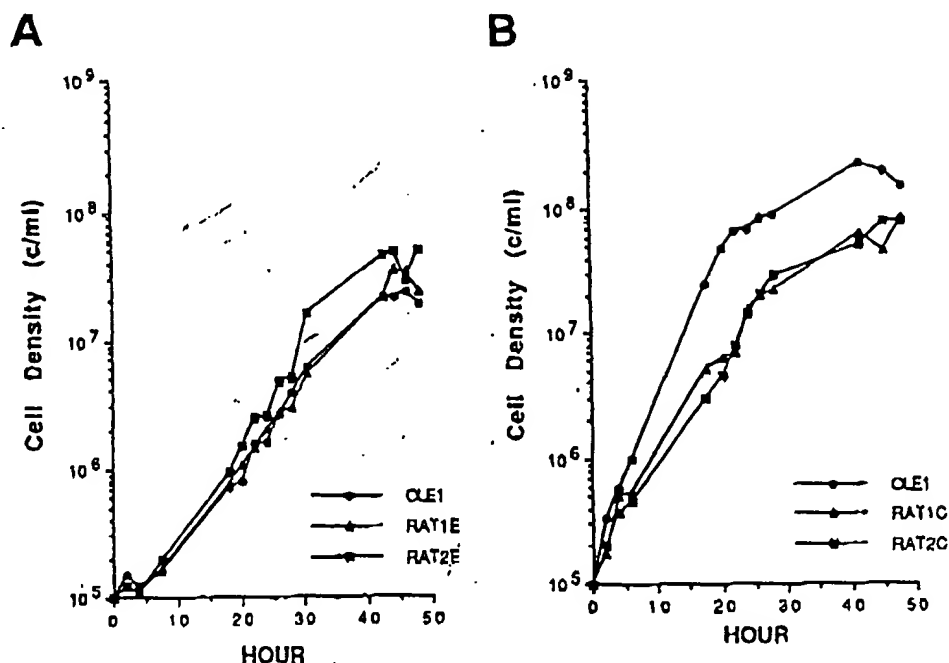 A
Cell Density (c/ml)
10^9
10^8
10^7
10^6
10^5
0 10 20 30 40 50
HOUR
OLE1
RAT1E
RAT2E
B
Cell Density (c/ml)
10^9
10^8
10^7
10^6
10^5
0 10 20 30 40 50
HOUR
OLE1
RAT1C
RAT2C